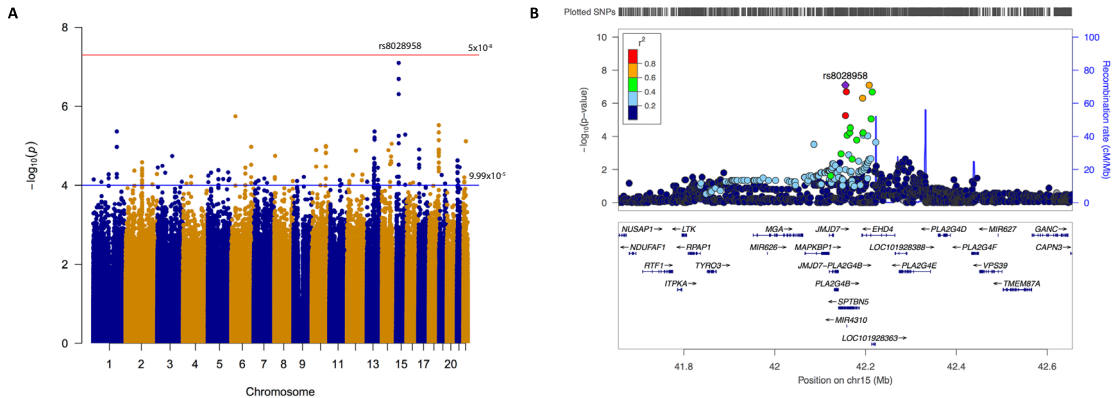 A
8
6
4
2
0
−log10(p)
rs8028958
5x10-8
9.99x10-5
1 2 3 4 5 6 7 8 9 11 13 15 17 20
Chromosome
B
Plotted SNPs
10
8
6
4
2
0
−log10(p−value)
r2
0.8
0.6
0.4
0.2
rs8028958
100
80
60
40
20
0
Recombination rate (cM/Mb)
NUSAP1 LTK MGA JMJD7 EHD4 PLA2G4D MIR627 GANC
NDUFAF1 RPAP1 MIR626 MAPKBP1 LOC101928388 PLA2G4F CAPN3
RTF1 TYRO3 JMJD7−PLA2G4B PLA2G4E VPS39
ITPKA PLA2G4B TMEM87A
SPTBN5
MIR4310
LOC101928363
41.8 42 42.2 42.4 42.6
Position on chr15 (Mb)